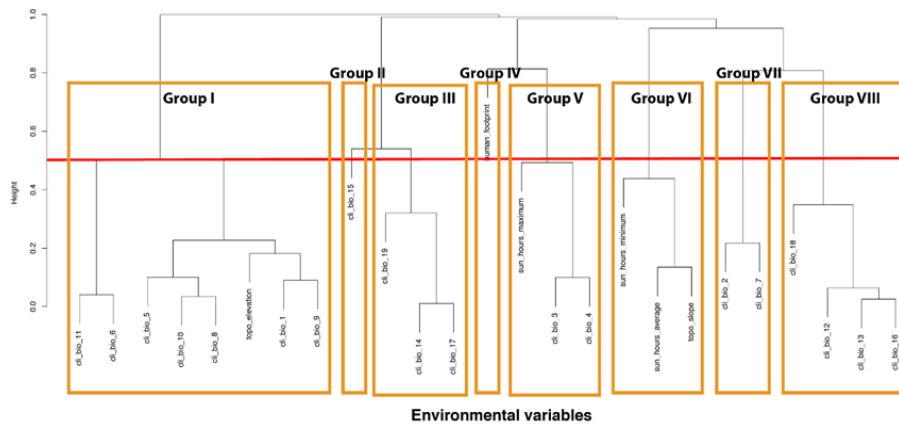 1.0
0.8
0.6
0.4
0.2
0.0
Height
Group I
Group II
Group III
Group IV
Group V
Group VI
Group VII
Group VIII
cli_bio_11
cli_bio_6
cli_bio_5
cli_bio_10
cli_bio_8
topo_elevation
cli_bio_1
cli_bio_9
cli_bio_15
cli_bio_19
cli_bio_14
cli_bio_17
human_footprint
sun_hours_maximum
cli_bio_3
cli_bio_4
sun_hours_minimum
sun_hours_average
topo_slope
cli_bio_2
cli_bio_7
cli_bio_18
cli_bio_12
cli_bio_13
cli_bio_16
Environmental variables